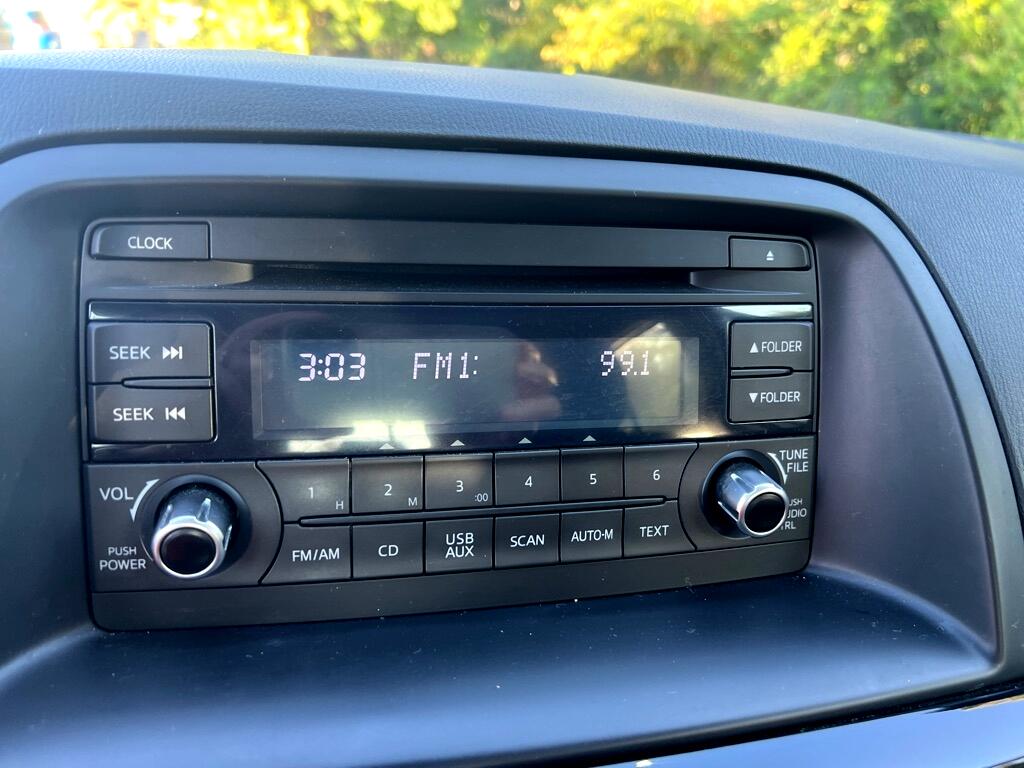 CLOCK
SEEK
SEEK
3:03 FM1: 99.1
FOLDER
FOLDER
VOL
PUSH
POWER
1 H
2 M
3 :00
4
5
6
FM/AM
CD
USB
AUX
SCAN
AUTO-M
TEXT
TUNE
FILE